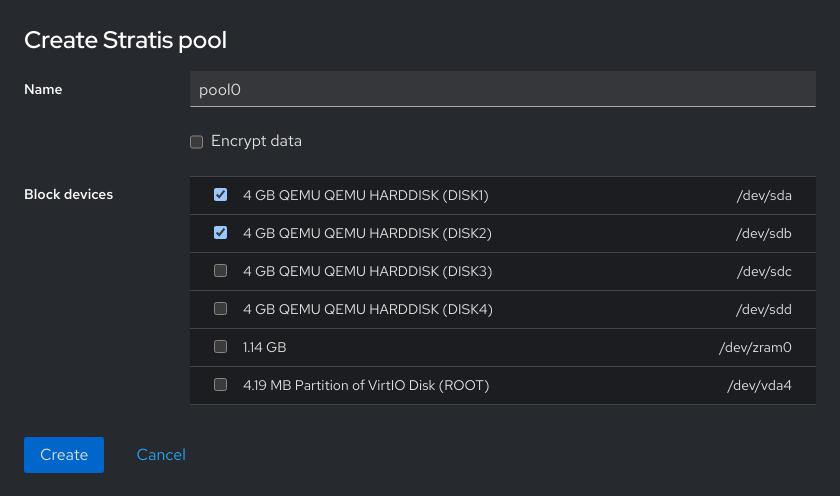 Create Stratis pool
Name
pool0
Encrypt data
Block devices
4 GB QEMU QEMU HARDDISK (DISK1) /dev/sda
4 GB QEMU QEMU HARDDISK (DISK2) /dev/sdb
4 GB QEMU QEMU HARDDISK (DISK3) /dev/sdc
4 GB QEMU QEMU HARDDISK (DISK4) /dev/sdd
1.14 GB /dev/zram0
4.19 MB Partition of VirtIO Disk (ROOT) /dev/vda4
Create Cancel